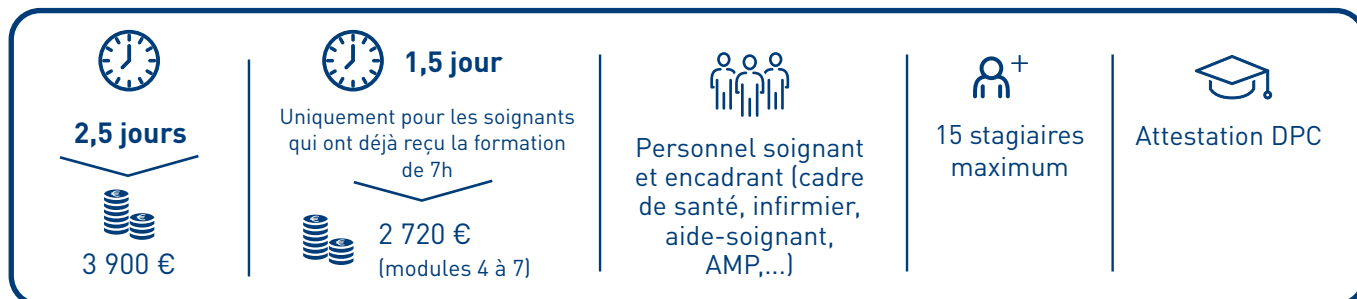 2,5 jours
3 900 €
1,5 jour
Uniquement pour les soignants
qui ont déjà reçu la formation
de 7h
2 720 €
(modules 4 à 7)
Personnel soignant
et encadrant (cadre
de santé, infirmier,
aide-soignant,
AMP,...)
15 stagiaires
maximum
Attestation DPC